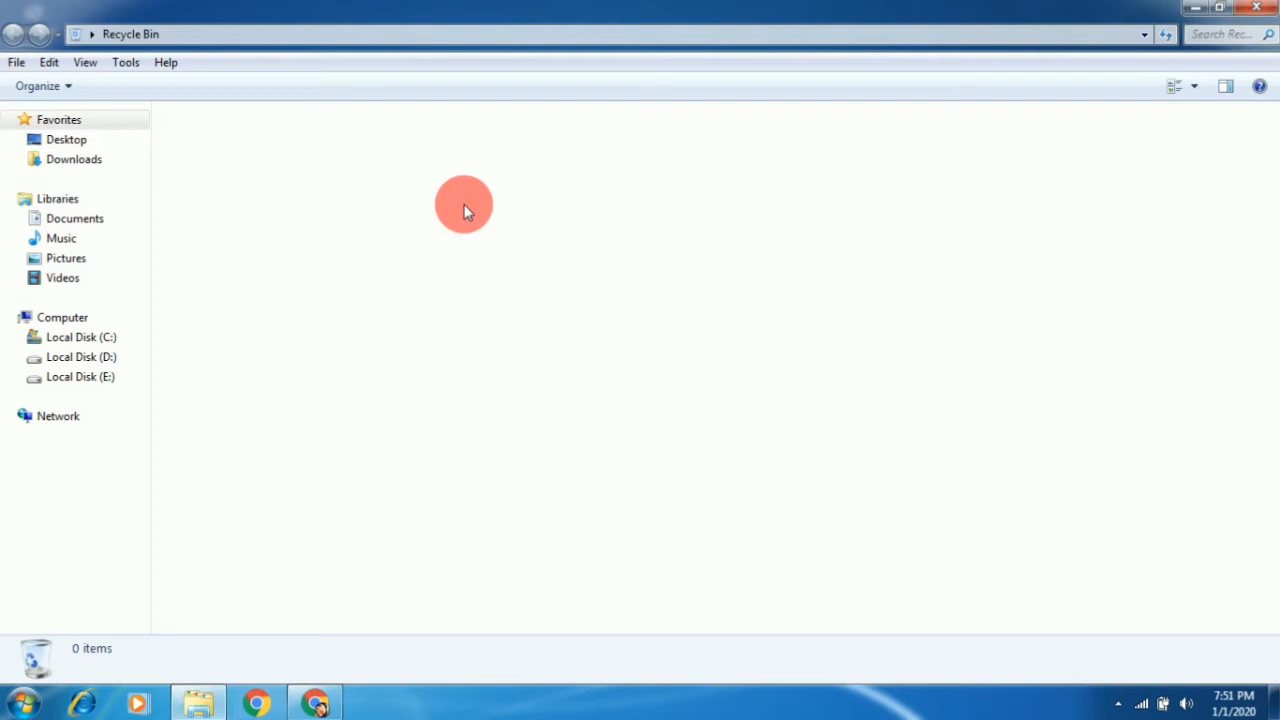 Recycle Bin
Search Rec...
File Edit View Tools Help
Organize
Favorites
Desktop
Downloads
Libraries
Documents
Music
Pictures
Videos
Computer
Local Disk (C:)
Local Disk (D:)
Local Disk (E:)
Network
0 items
7:51 PM
1/1/2020